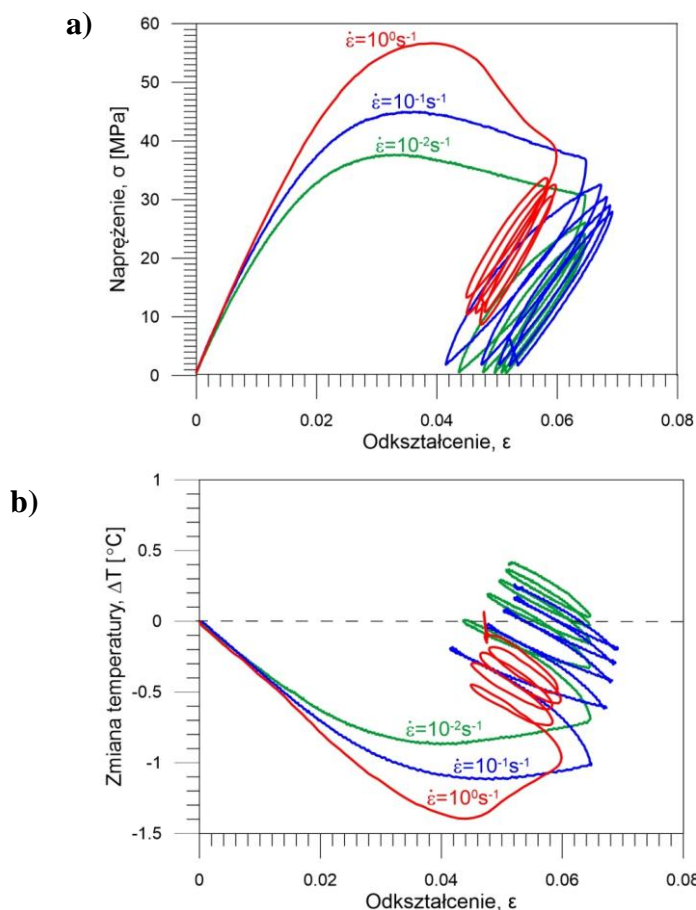 a)
60
50
40
30
20
10
0
Naprężenie, σ [MPa]
ε̇=10⁰s⁻¹
ε̇=10⁻¹s⁻¹
ε̇=10⁻²s⁻¹
0 0.02 0.04 0.06 0.08
Odkształcenie, ε
b)
1
0.5
0
-0.5
-1
-1.5
Zmiana temperatury, ΔT [°C]
ε̇=10⁻²s⁻¹
ε̇=10⁻¹s⁻¹
ε̇=10⁰s⁻¹
0 0.02 0.04 0.06 0.08
Odkształcenie, ε